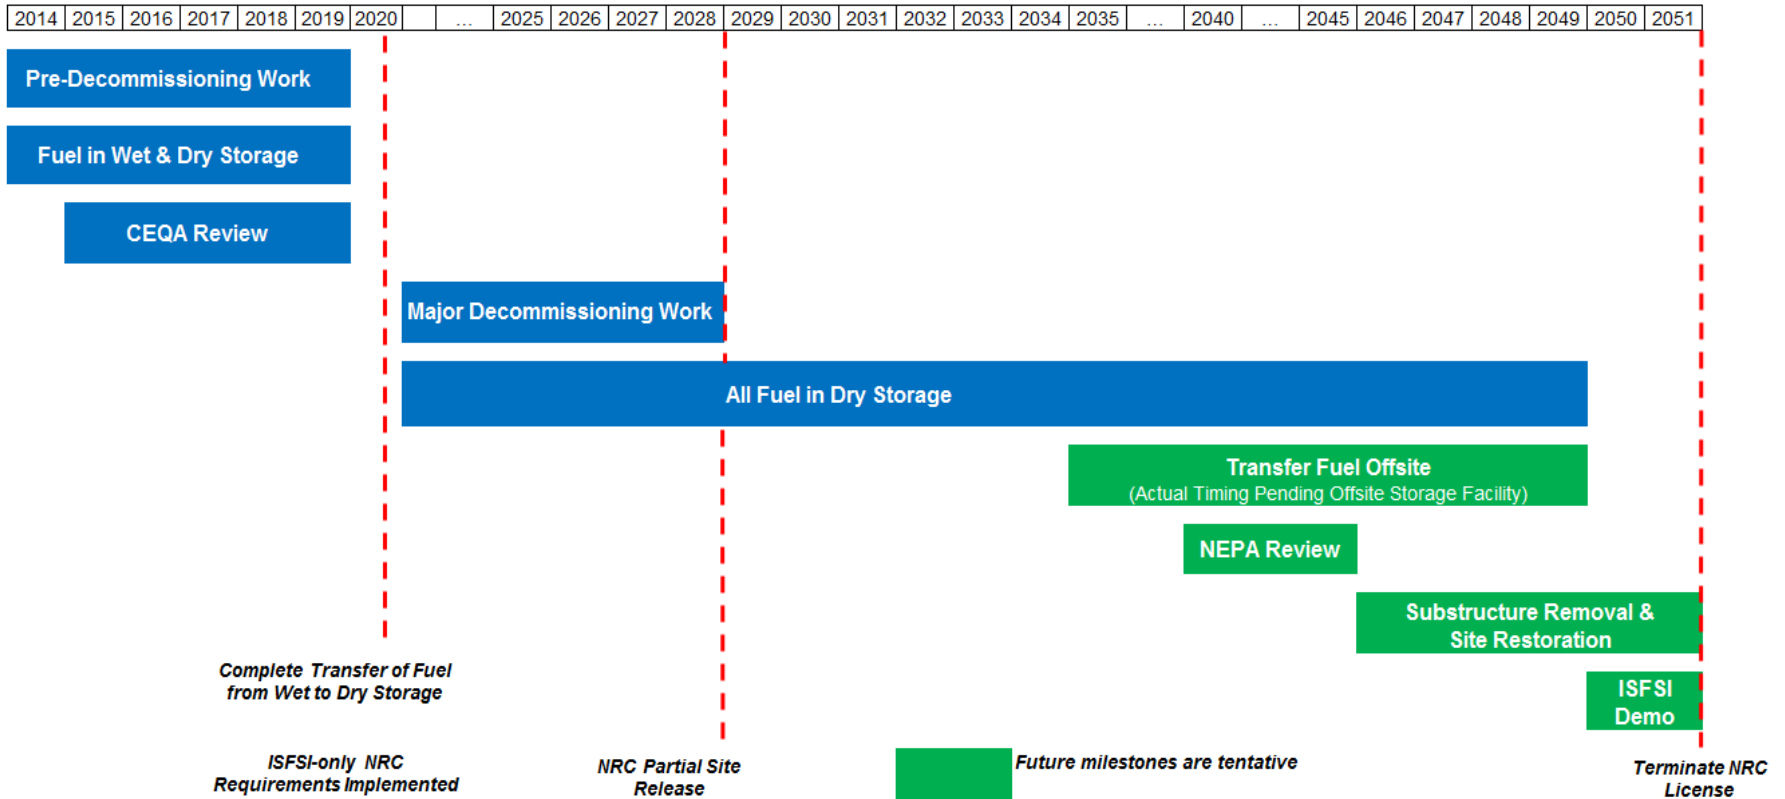 2014 2015 2016 2017 2018 2019 2020 ... 2025 2026 2027 2028 2029 2030 2031 2032 2033 2034 2035 ... 2040 ... 2045 2046 2047 2048 2049 2050 2051
Pre-Decommissioning Work
Fuel in Wet & Dry Storage
CEQA Review
Major Decommissioning Work
All Fuel in Dry Storage
Transfer Fuel Offsite
(Actual Timing Pending Offsite Storage Facility)
NEPA Review
Substructure Removal &
Site Restoration
Complete Transfer of Fuel
from Wet to Dry Storage
ISFSI
Demo
ISFSI-only NRC
Requirements Implemented
NRC Partial Site
Release
Future milestones are tentative
Terminate NRC
License